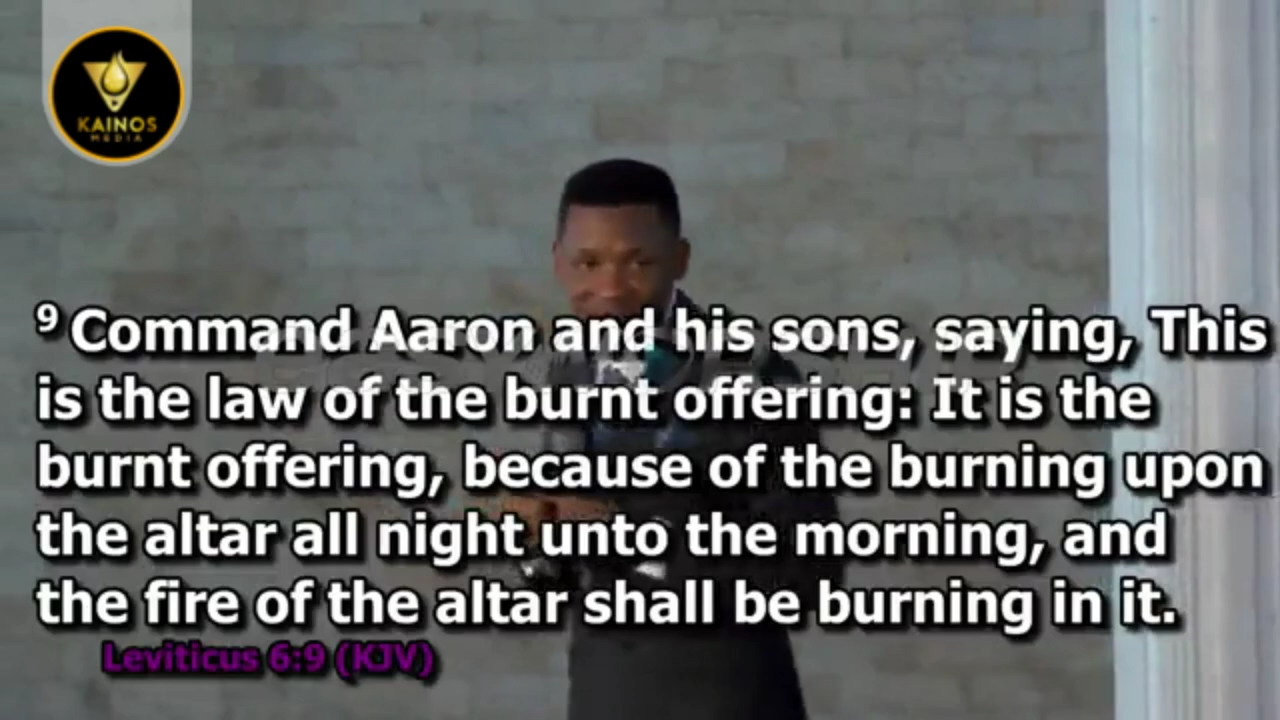 KAINOS
MEDIA
9 Command Aaron and his sons, saying, This
is the law of the burnt offering: It is the
burnt offering, because of the burning upon
the altar all night unto the morning, and
the fire of the altar shall be burning in it.
Leviticus 6:9 (KJV)